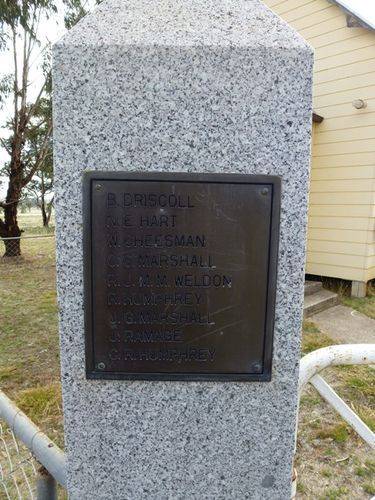 B. DRISCOLL
N. E. HART
W. CHEESMAN
C. S. MARSHALL
R. J. M. M. WELDON
R. HUMPHREY
J. G. MARSHALL
J. RAMAGE
C. R. HUMPHREY